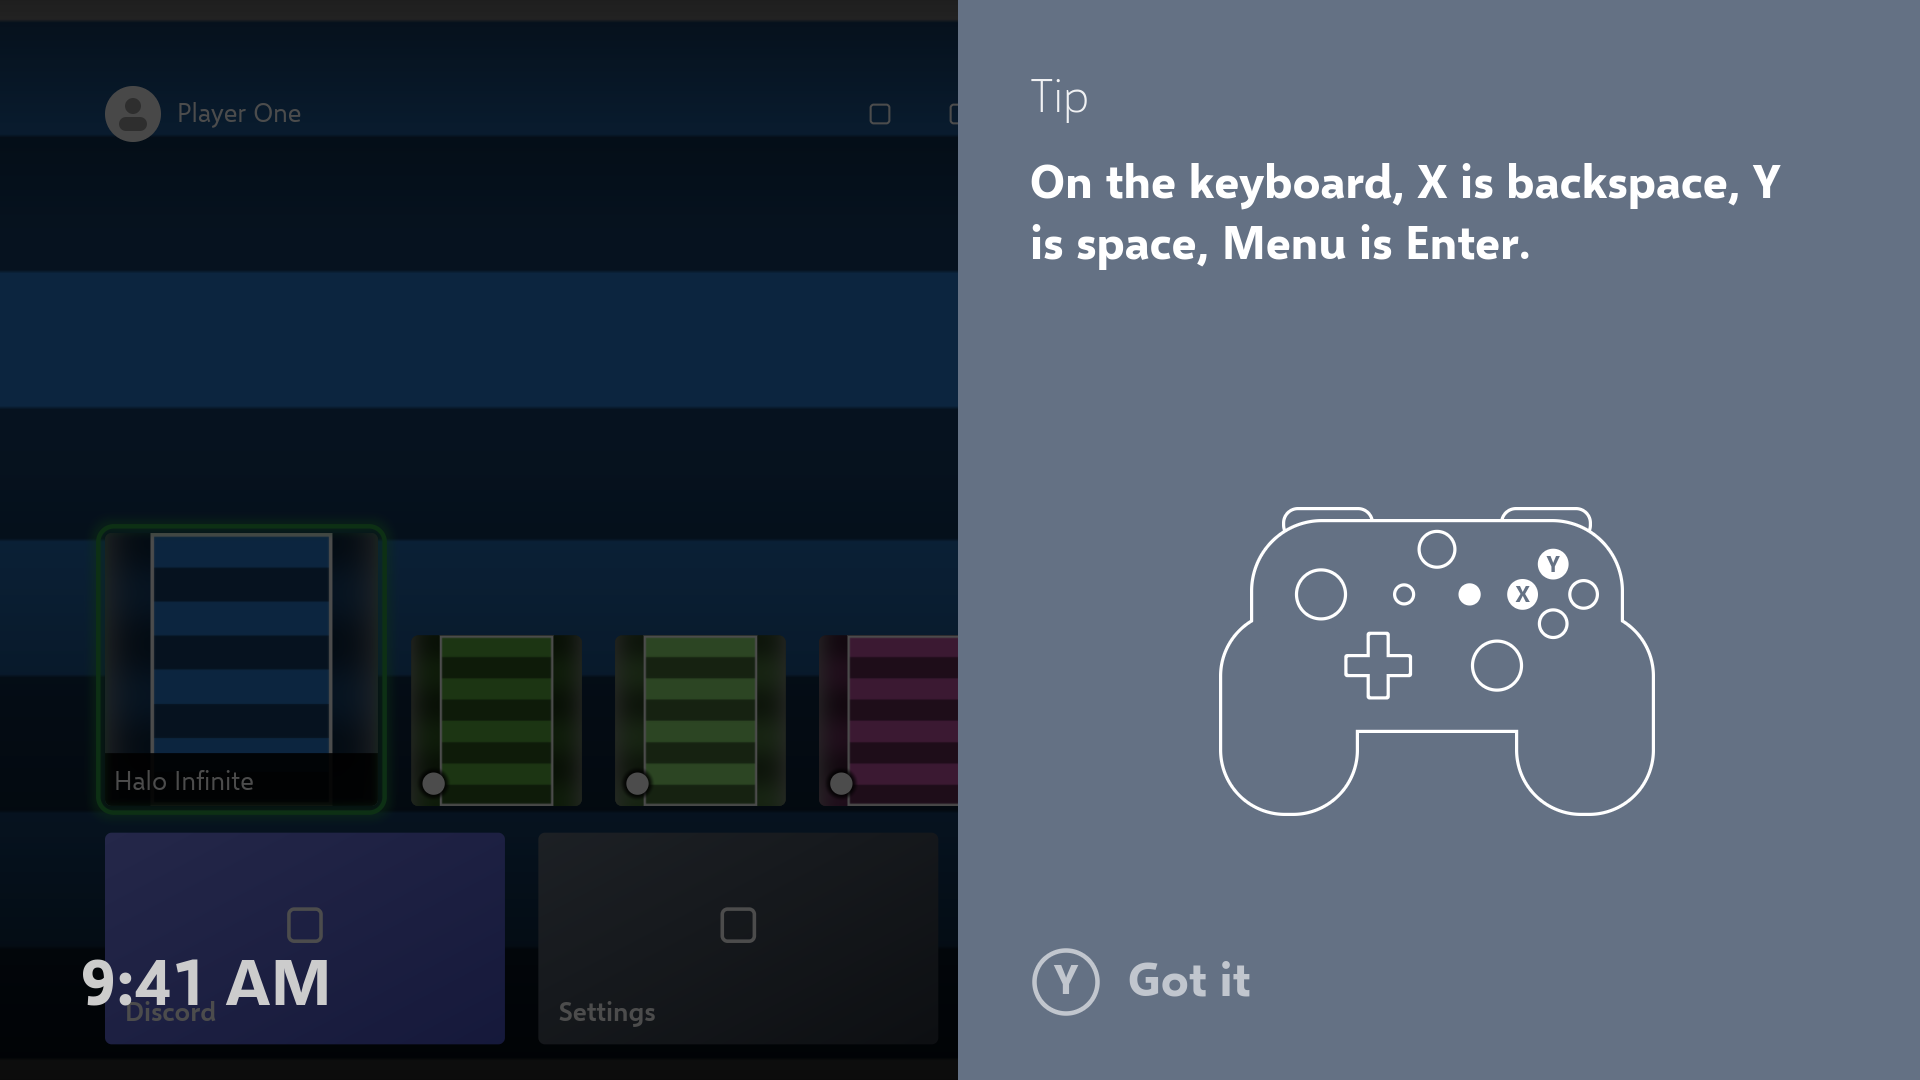 Player One
Halo Infinite
Discord
Settings
9:41 AM
Tip
On the keyboard, X is backspace, Y
is space, Menu is Enter.
Y
X
Y Got it